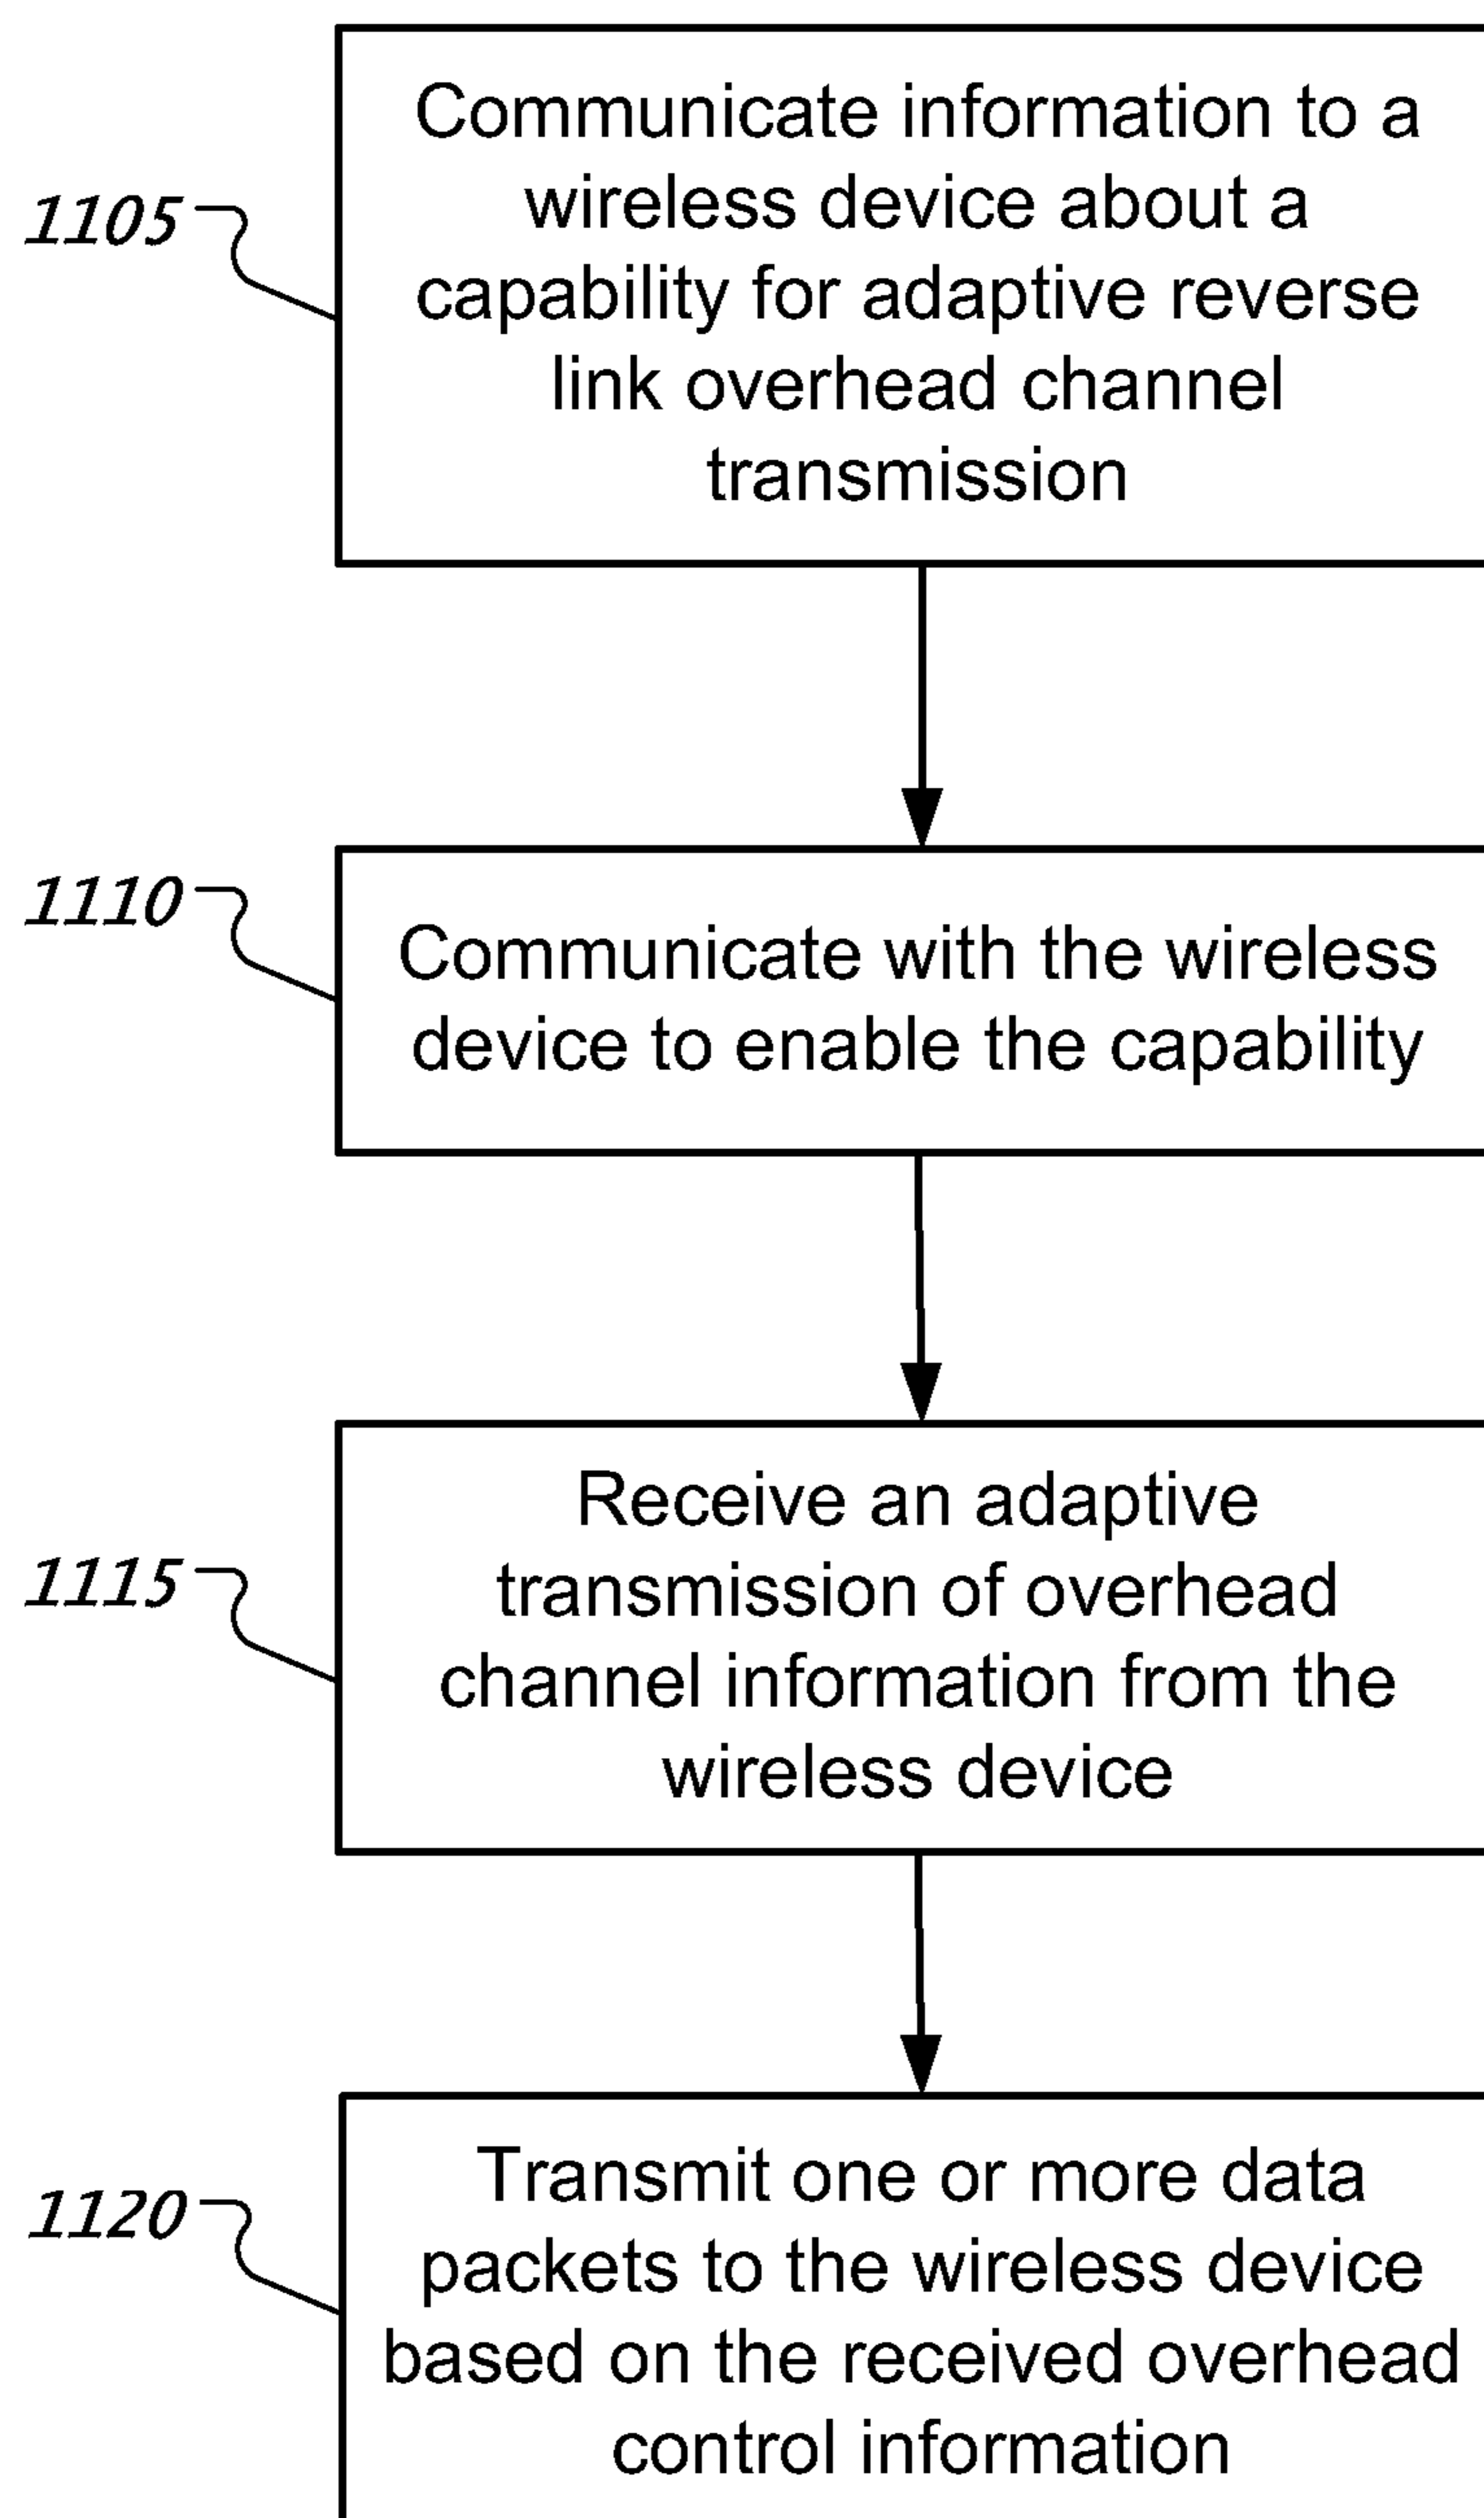 1105
Communicate information to a
wireless device about a
capability for adaptive reverse
link overhead channel
transmission
1110
Communicate with the wireless
device to enable the capability
1115
Receive an adaptive
transmission of overhead
channel information from the
wireless device
1120
Transmit one or more data
packets to the wireless device
based on the received overhead
control information